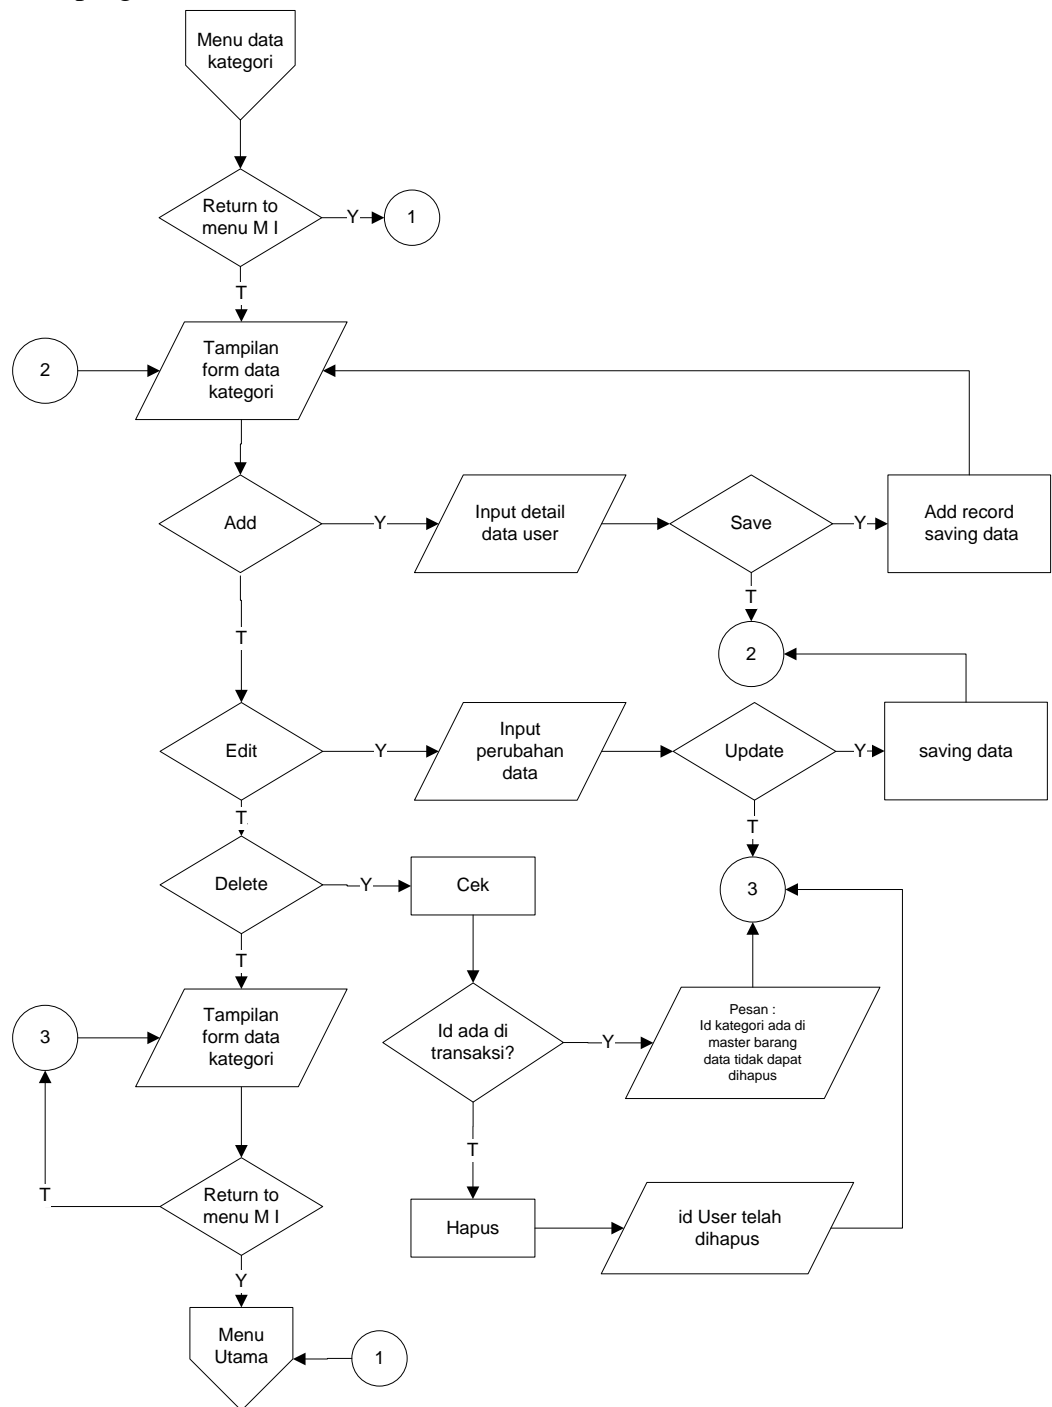 Menu data
kategori
Return to
menu M I
Y
1
T
2
Tampilan
form data
kategori
Add
Y
Input detail
data user
Save
Y
Add record
saving data
T
T
2
Edit
Y
Input
perubahan
data
Update
Y
saving data
T
T
Delete
Y
Cek
3
T
3
Tampilan
form data
kategori
Id ada di
transaksi?
Y
Pesan :
Id kategori ada di
master barang
data tidak dapat
dihapus
T
T
Return to
menu M I
Hapus
id User telah
dihapus
Y
Menu
Utama
1